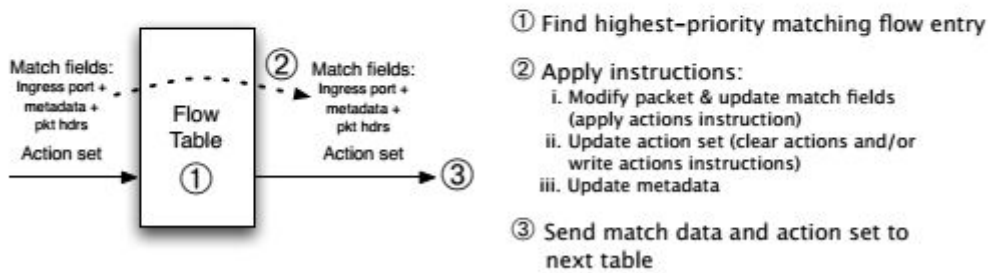 Match fields:
Ingress port +
metadata +
pkt hdrs
Action set
Flow
Table
①
②
Match fields:
Ingress port +
metadata +
pkt hdrs
Action set
③
① Find highest-priority matching flow entry
② Apply instructions:
i. Modify packet & update match fields
(apply actions instruction)
ii. Update action set (clear actions and/or
write actions instructions)
iii. Update metadata
③ Send match data and action set to
next table